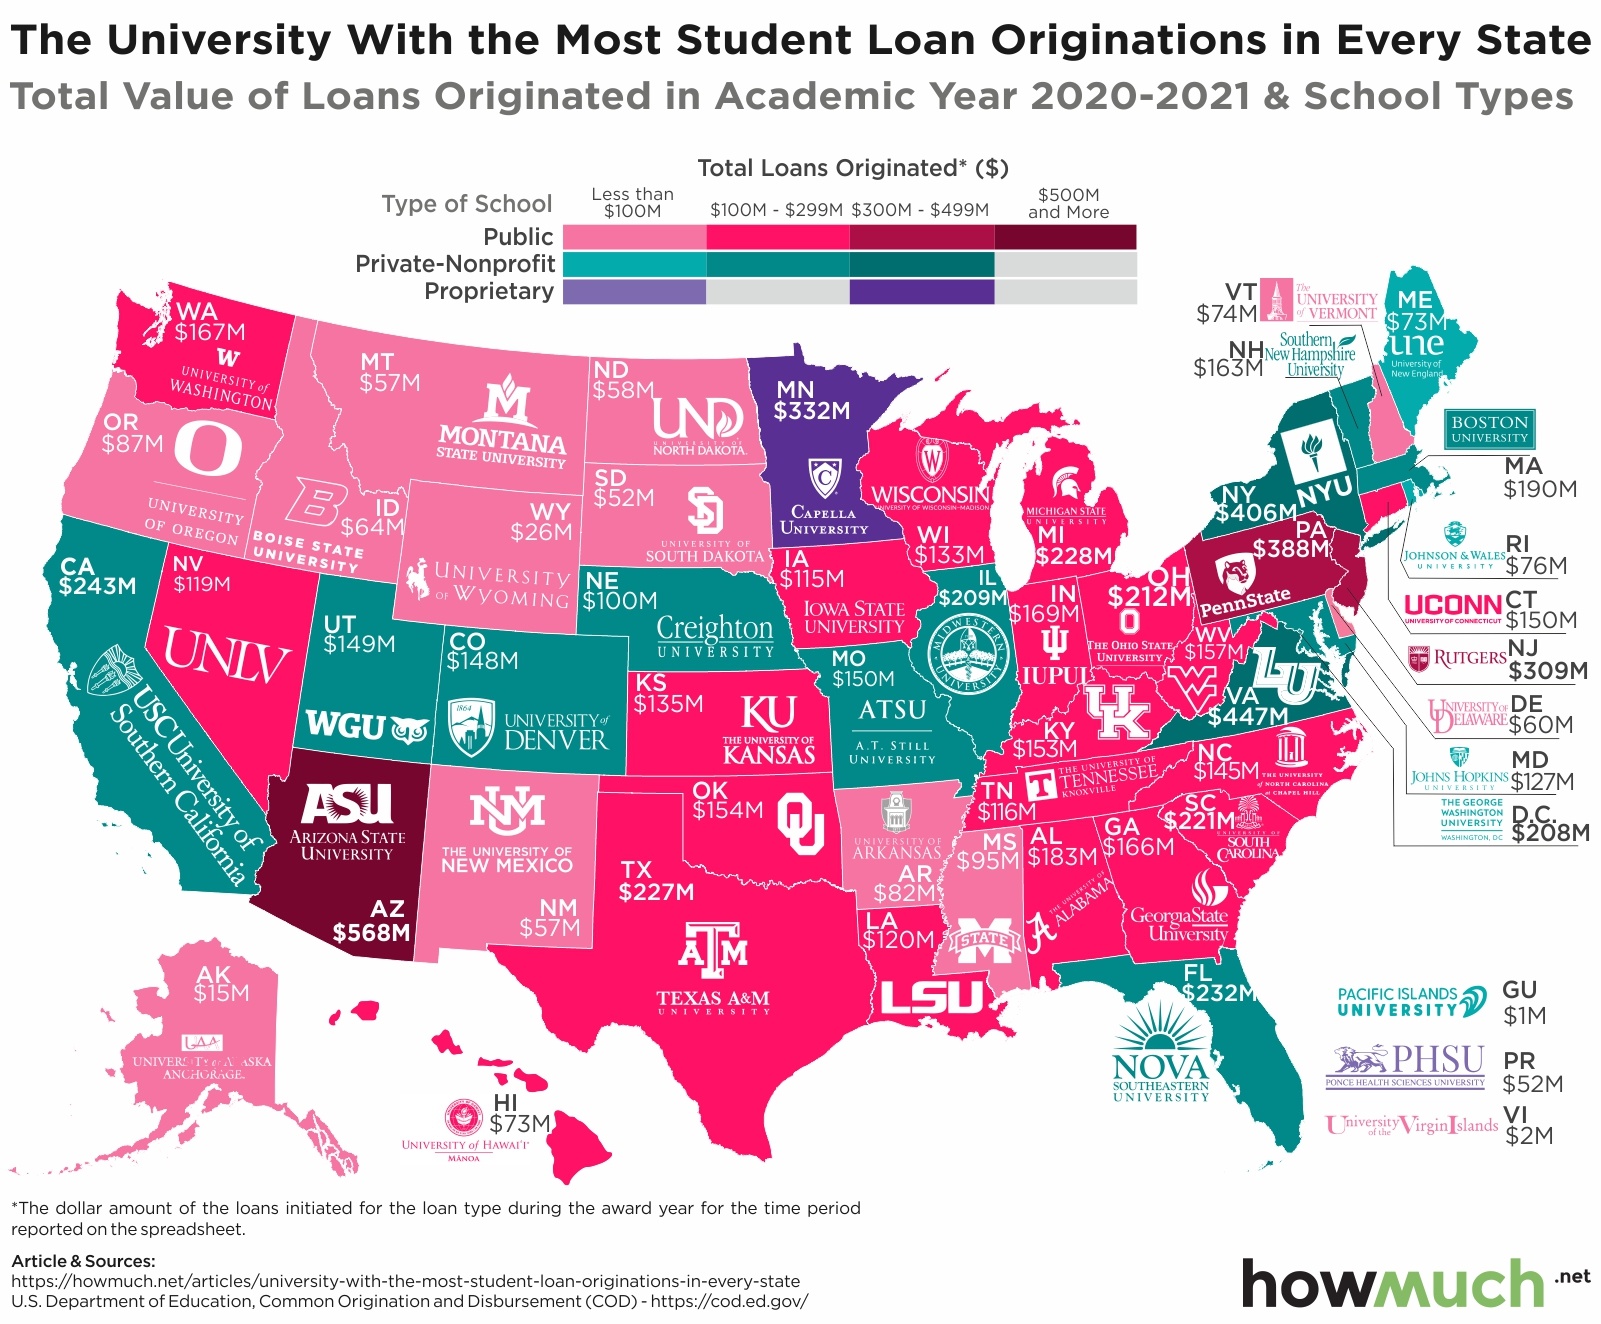 The University With the Most Student Loan Originations in Every State
Total Value of Loans Originated in Academic Year 2020-2021 & School Types
Total Loans Originated* ($)
Type of School
Less than
$100M
$100M - $299M
$300M - $499M
$500M
and More
Public
Private-Nonprofit
Proprietary
WA
$167M
W
UNIVERSITY of
WASHINGTON
OR
$87M
O
UNIVERSITY
OF OREGON
MT
$57M
M
MONTANA
STATE UNIVERSITY
ID
$64M
B
BOISE STATE
UNIVERSITY
ND
$58M
UND
UNIVERSITY OF
NORTH DAKOTA.
SD
$52M
SD
UNIVERSITY OF
SOUTH DAKOTA
WY
$26M
UNIVERSITY
OF WYOMING
MN
$332M
C
CAPELLA
UNIVERSITY
W
WISCONSIN
UNIVERSITY OF WISCONSIN-MADISON
WI
$133M
MICHIGAN STATE
UNIVERSITY
MI
$228M
VT
$74M
The
UNIVERSITY
of VERMONT
NH
$163M
Southern
New Hampshire
University
ME
$73M
une
University of
New England
BOSTON
UNIVERSITY
MA
$190M
NYU
NY
$406M
PA
$388M
PennState
JOHNSON & WALES
UNIVERSITY
RI
$76M
UCONN
UNIVERSITY OF CONNECTICUT
CT
$150M
RUTGERS
NJ
$309M
UNIVERSITY OF
DELAWARE
DE
$60M
JOHNS HOPKINS
UNIVERSITY
MD
$127M
THE GEORGE
WASHINGTON
UNIVERSITY
WASHINGTON, DC
D.C.
$208M
CA
$243M
USC University of
Southern California
NV
$119M
UNLV
UT
$149M
WGU
CO
$148M
1864
UNIVERSITY of
DENVER
NE
$100M
Creighton
UNIVERSITY
IA
$115M
IOWA STATE
UNIVERSITY
IL
$209M
MIDWESTERN
UNIVERSITY
IN
$169M
IUPUI
OH
$212M
O
THE OHIO STATE
UNIVERSITY
WV
$157M
WV
VA
$447M
LU
KS
$135M
KU
THE UNIVERSITY OF
KANSAS
MO
$150M
ATSU
A.T. STILL
UNIVERSITY
KY
$153M
UK
TN
$116M
T
THE UNIVERSITY OF
TENNESSEE
KNOXVILLE
NC
$145M
THE UNIVERSITY
of NORTH CAROLINA
at CHAPEL HILL
SC
$221M
UNIVERSITY OF
SOUTH
CAROLINA
AZ
$568M
ASU
ARIZONA STATE
UNIVERSITY
NM
$57M
NM
THE UNIVERSITY OF
NEW MEXICO
OK
$154M
OU
TX
$227M
ATM
TEXAS A&M
UNIVERSITY
UNIVERSITY OF
ARKANSAS
AR
$82M
LA
$120M
LSU
MS
$95M
M STATE
AL
$183M
A
THE UNIVERSITY OF
ALABAMA
GA
$166M
GeorgiaState
University
FL
$232M
NOVA
SOUTHEASTERN
UNIVERSITY
AK
$15M
UAA
UNIVERSITY of ALASKA
ANCHORAGE.
HI
$73M
UNIVERSITY of HAWAI'I
MĀNOA
PACIFIC ISLANDS
UNIVERSITY
GU
$1M
PHSU
PONCE HEALTH SCIENCES UNIVERSITY
PR
$52M
University
of the Virgin Islands
VI
$2M
*The dollar amount of the loans initiated for the loan type during the award year for the time period
reported on the spreadsheet.
Article & Sources:
https://howmuch.net/articles/university-with-the-most-student-loan-originations-in-every-state
U.S. Department of Education, Common Origination and Disbursement (COD) - https://cod.ed.gov/
howmuch.net